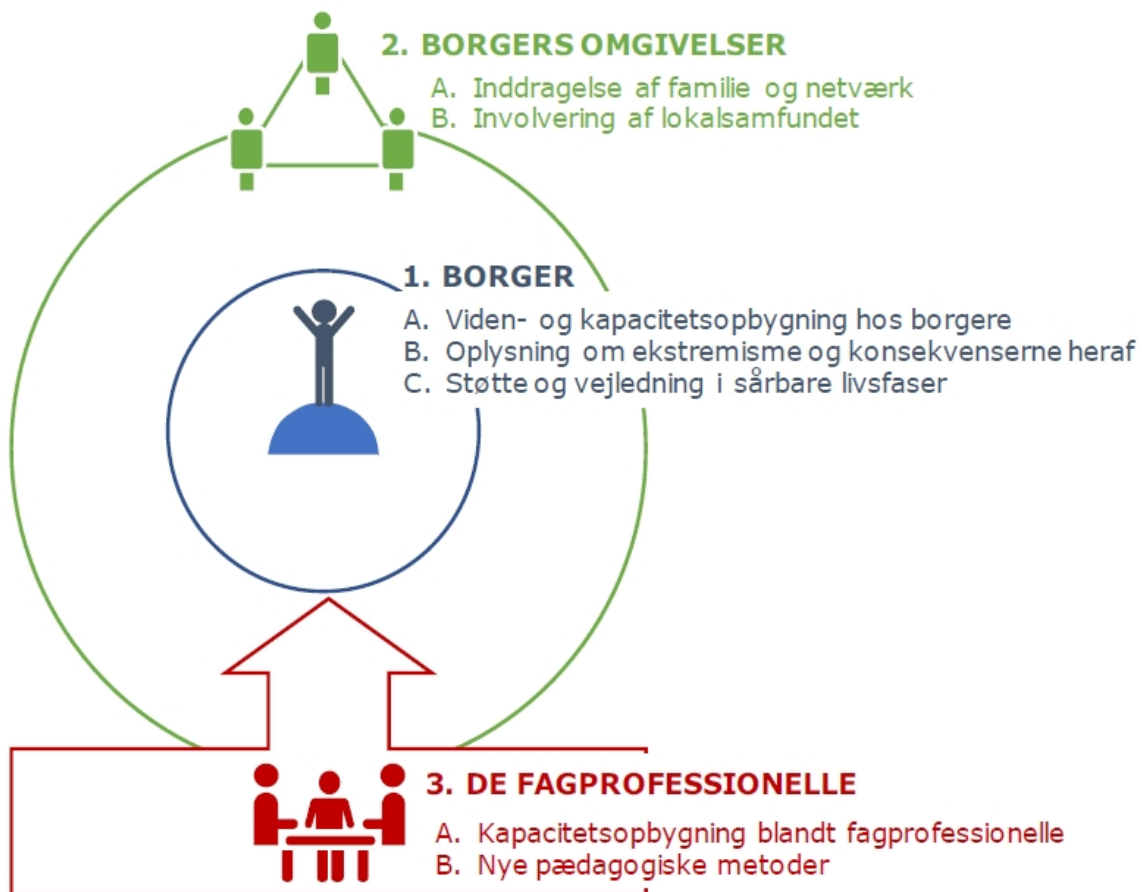 2. BORGERS OMGIVELSER
A. Inddragelse af familie og netværk
B. Involvering af lokalsamfundet
1. BORGER
A. Viden- og kapacitetsopbygning hos borgere
B. Oplysning om ekstremisme og konsekvenserne heraf
C. Støtte og vejledning i sårbare livsfaser
3. DE FAGPROFESSIONELLE
A. Kapacitetsopbygning blandt fagprofessionelle
B. Nye pædagogiske metoder